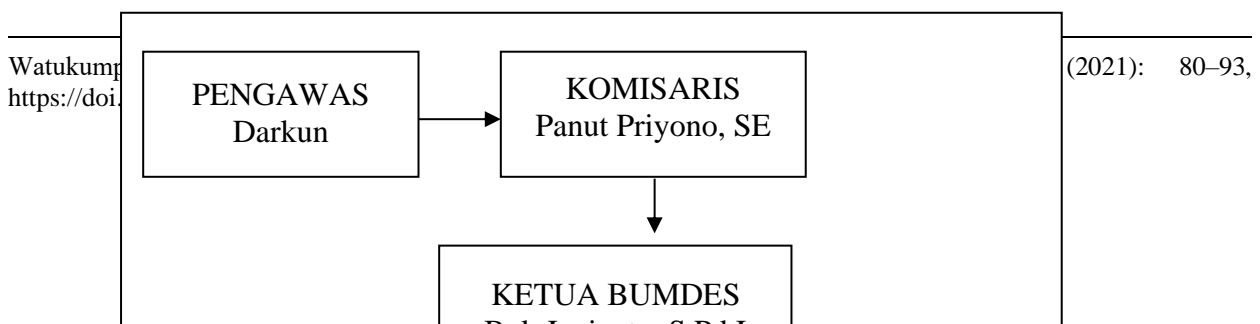 Watukump (2021): 80–93,
https://doi.
PENGAWAS
Darkun
KOMISARIS
Panut Priyono, SE
KETUA BUMDES